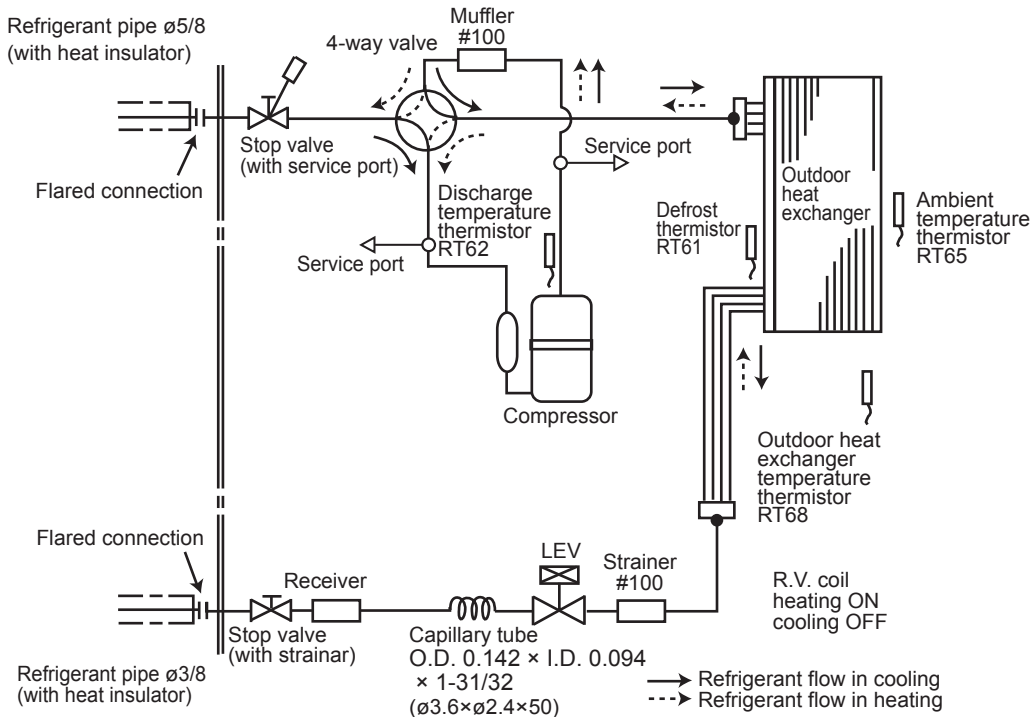 Refrigerant pipe ø5/8
(with heat insulator)
4-way valve
Muffler
#100
Stop valve
(with service port)
Flared connection
Service port
Discharge
temperature
thermistor
RT62
Service port
Compressor
Outdoor
heat
exchanger
Defrost
thermistor
RT61
Ambient
temperature
thermistor
RT65
Outdoor heat
exchanger
temperature
thermistor
RT68
Flared connection
Receiver
LEV
Strainer
#100
R.V. coil
heating ON
cooling OFF
Stop valve
(with strainar)
Capillary tube
O.D. 0.142 × I.D. 0.094
× 1-31/32
(ø3.6×ø2.4×50)
Refrigerant pipe ø3/8
(with heat insulator)
Refrigerant flow in cooling
Refrigerant flow in heating